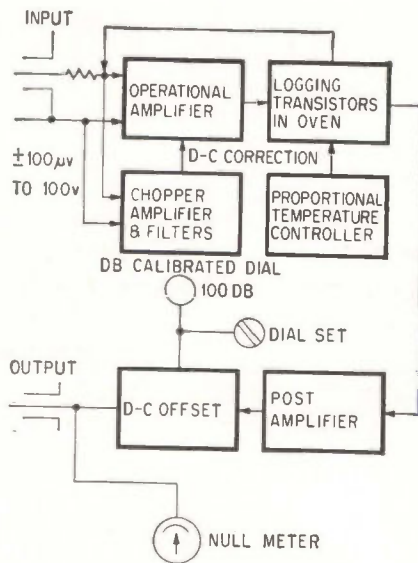 INPUT
OPERATIONAL
AMPLIFIER
LOGGING
TRANSISTORS
IN OVEN
D-C CORRECTION
±100μv
TO 100v
CHOPPER
AMPLIFIER
& FILTERS
PROPORTIONAL
TEMPERATURE
CONTROLLER
DB CALIBRATED DIAL
100 DB
DIAL SET
OUTPUT
D-C OFFSET
POST
AMPLIFIER
NULL METER